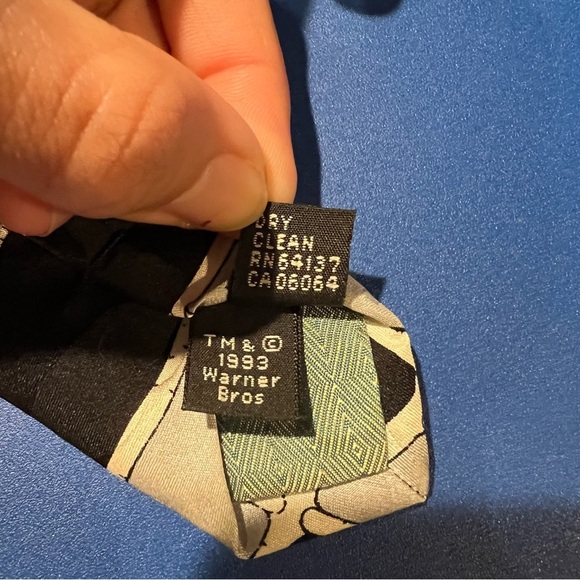 DRY
CLEAN
RN64137
CA06064
TM & ©
1993
Warner
Bros